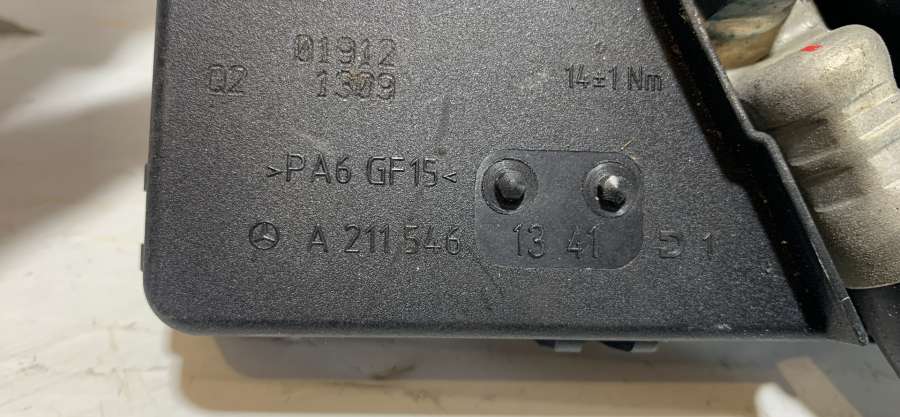 01912
Q2 1309 14±1 Nm
>PA6 GF15<
A 211 546 13 41 1